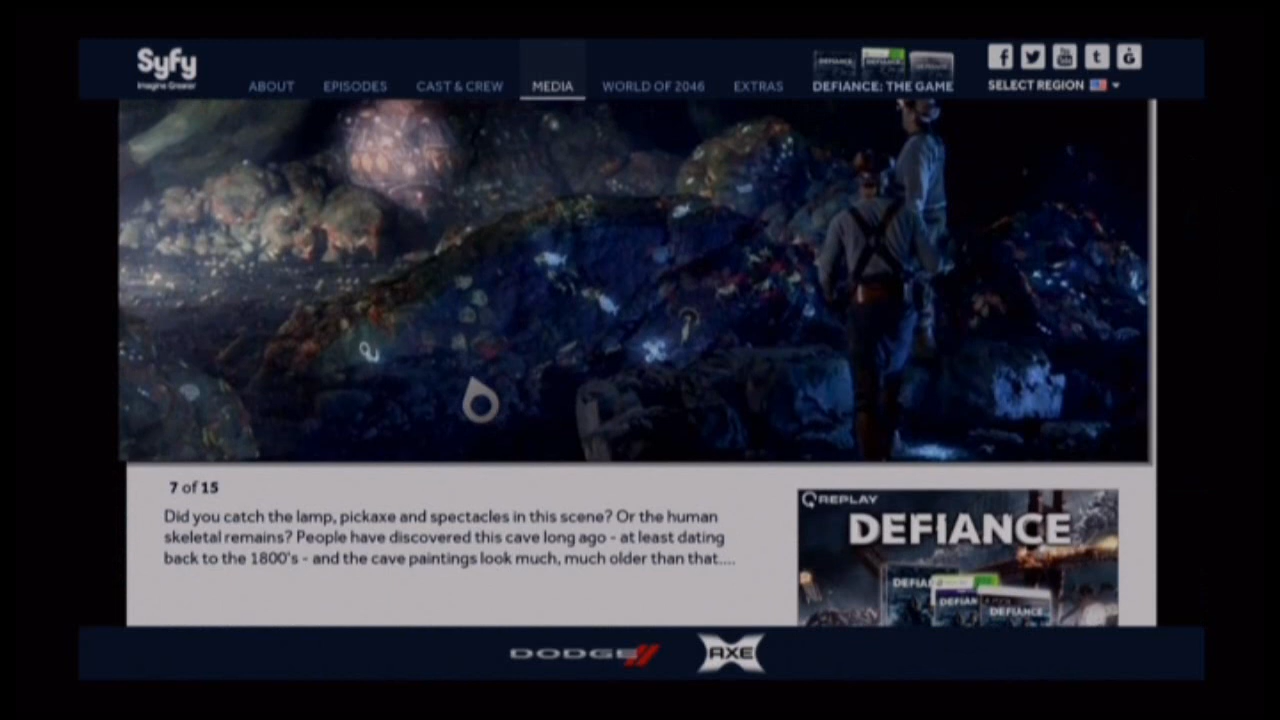 Syfy
Imagine Greater
ABOUT
EPISODES
CAST & CREW
MEDIA
WORLD OF 2046
EXTRAS
DEFIANCE: THE GAME
SELECT REGION
7 of 15
Did you catch the lamp, pickaxe and spectacles in this scene? Or the human
skeletal remains? People have discovered this cave long ago - at least dating
back to the 1800's - and the cave paintings look much, much older than that....
REPLAY
DEFIANCE
DEFIANCE
DODGE
AXE